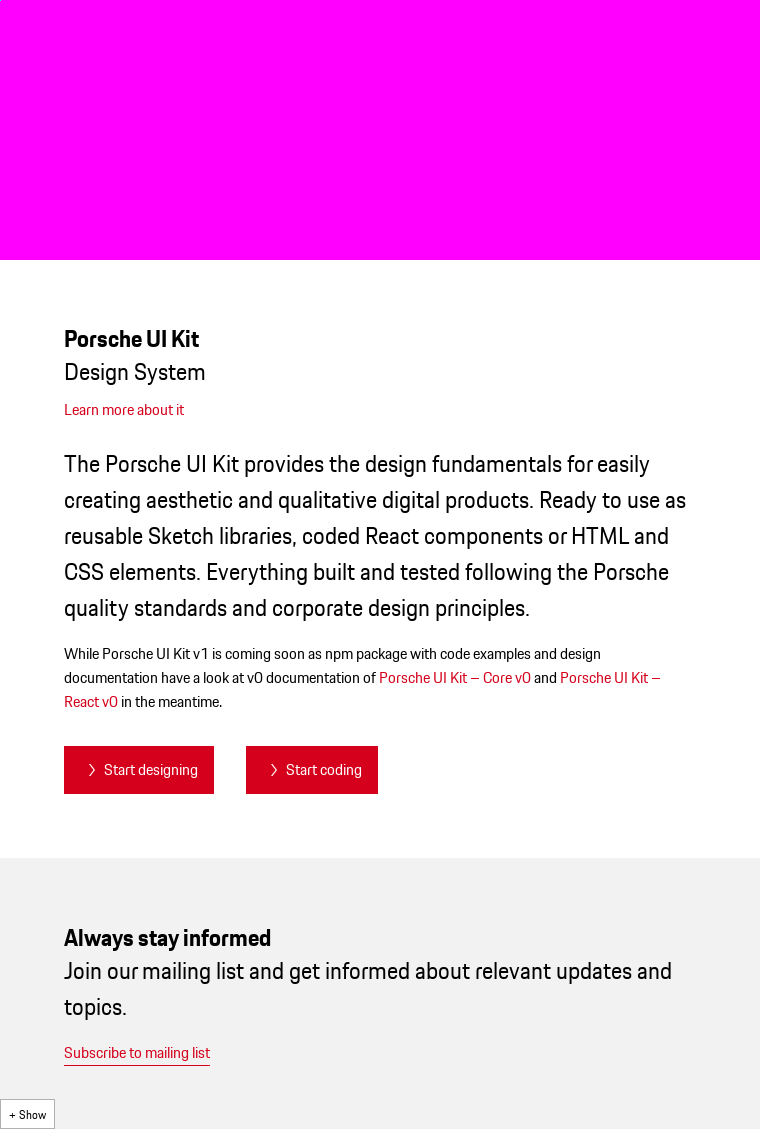 Porsche UI Kit
Design System
Learn more about it
The Porsche UI Kit provides the design fundamentals for easily
creating aesthetic and qualitative digital products. Ready to use as
reusable Sketch libraries, coded React components or HTML and
CSS elements. Everything built and tested following the Porsche
quality standards and corporate design principles.
While Porsche UI Kit v1 is coming soon as npm package with code examples and design
documentation have a look at v0 documentation of Porsche UI Kit – Core v0 and Porsche UI Kit –
React v0 in the meantime.
Start designing Start coding
Always stay informed
Join our mailing list and get informed about relevant updates and
topics.
Subscribe to mailing list
+ Show